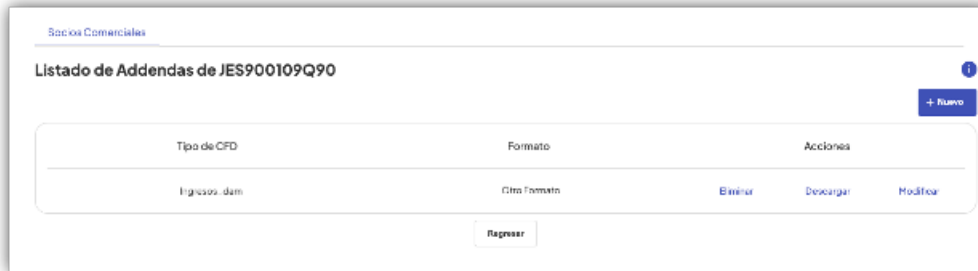 Socios Comerciales
Listado de Addendas de JES900109Q90
+ Nuevo
Tipo de CFD Formato Acciones
Ingresos_dem Otro Formato Eliminar Descargar Modificar
Regresar